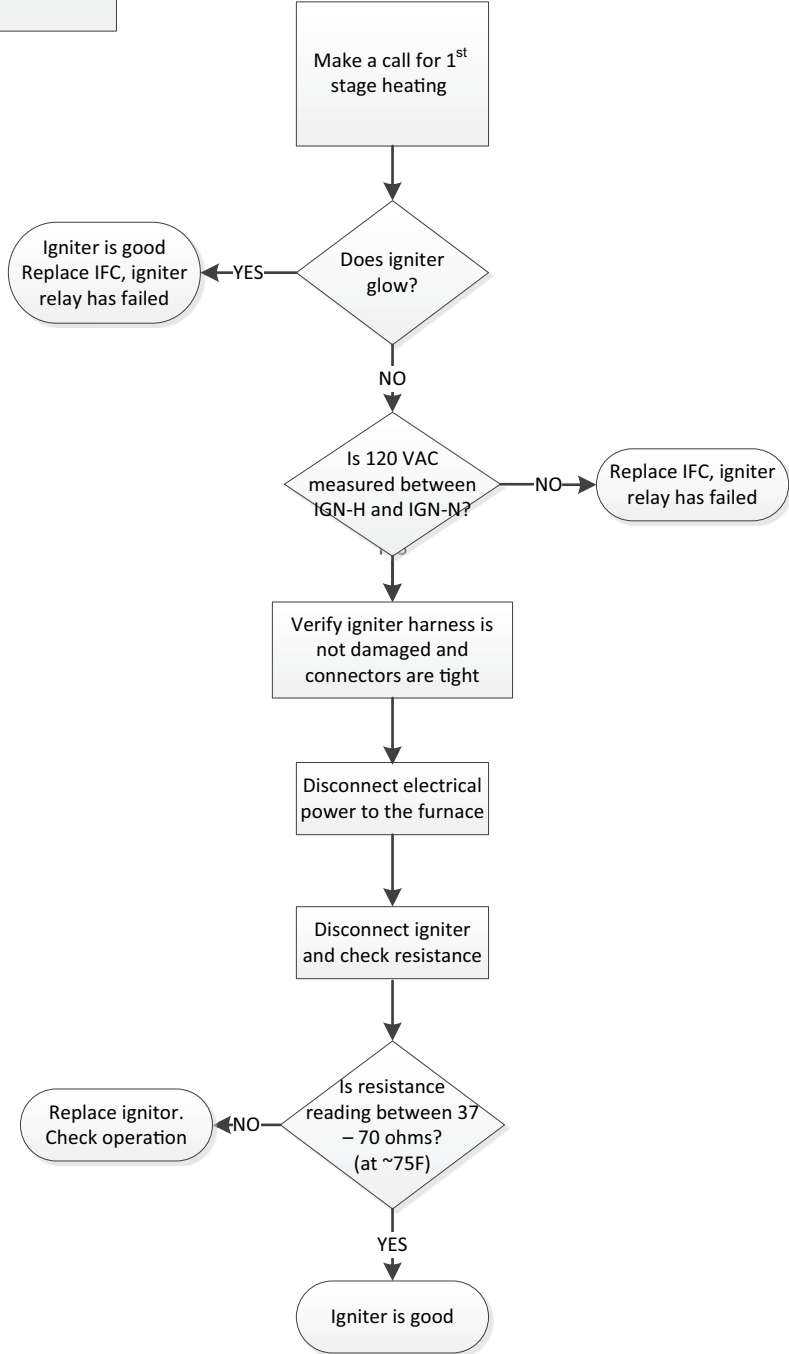 Make a call for 1st
stage heating
Does igniter
glow?
YES
Igniter is good
Replace IFC, igniter
relay has failed
NO
Is 120 VAC
measured between
IGN-H and IGN-N?
NO
Replace IFC, igniter
relay has failed
Verify igniter harness is
not damaged and
connectors are tight
Disconnect electrical
power to the furnace
Disconnect igniter
and check resistance
Is resistance
reading between 37
– 70 ohms?
(at ~75F)
NO
Replace ignitor.
Check operation
YES
Igniter is good